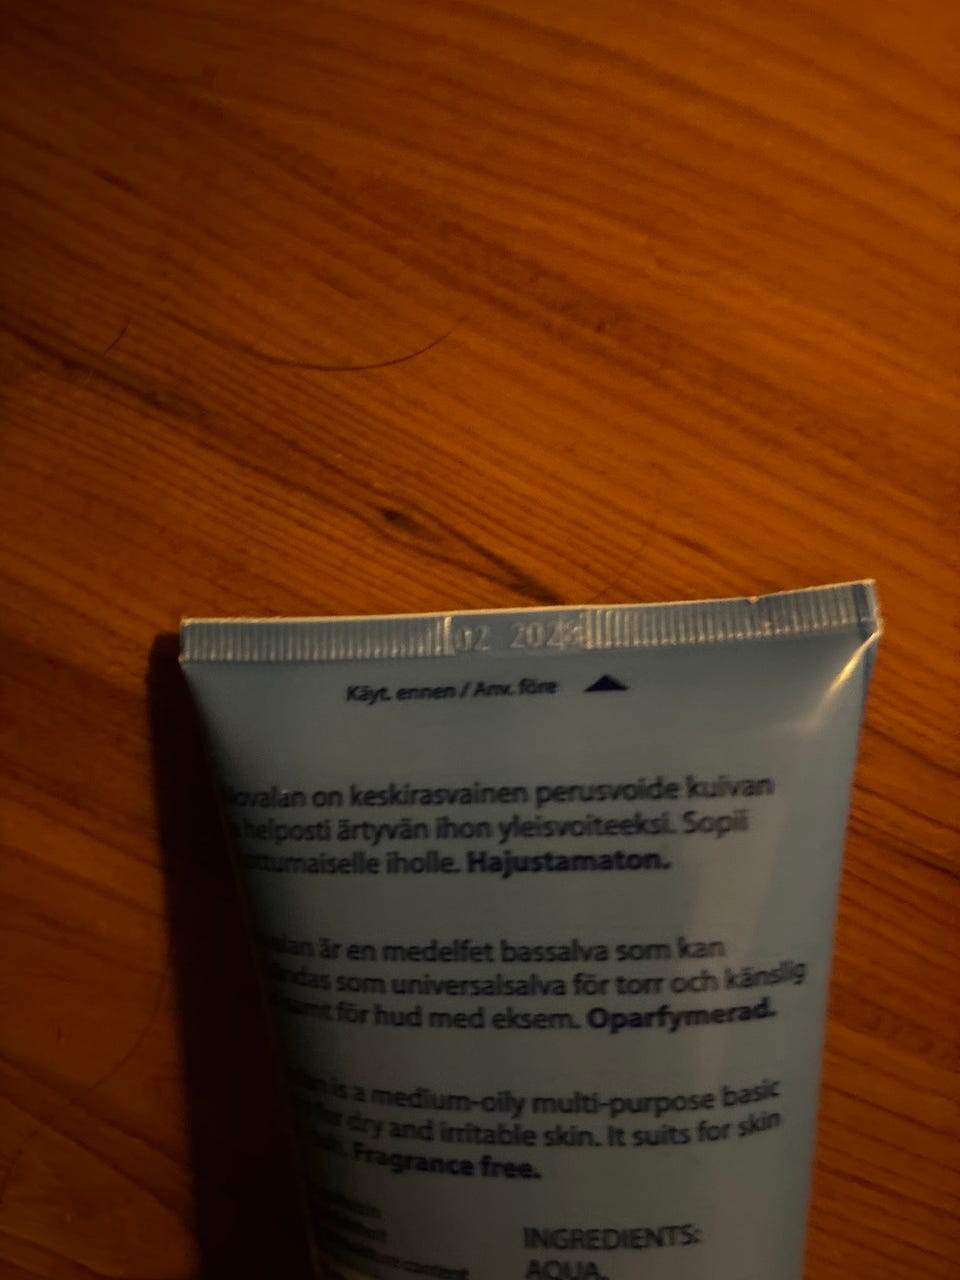 02
Käyt. ennen / Anv. före
on keskirasvainen perusvoide kuivan
helposti ärtyvän ihon yleisvoiteeksi. Sopii
iholle. Hajustamaton.
är en medelfet bassalva som kan
som universalsalva för torr och känslig
samt för hud med eksem. Oparfymerad.
is a medium-oily multi-purpose basic
for dry and irritable skin. It suits for skin
Fragrance free.
INGREDIENTS:
AQUA,